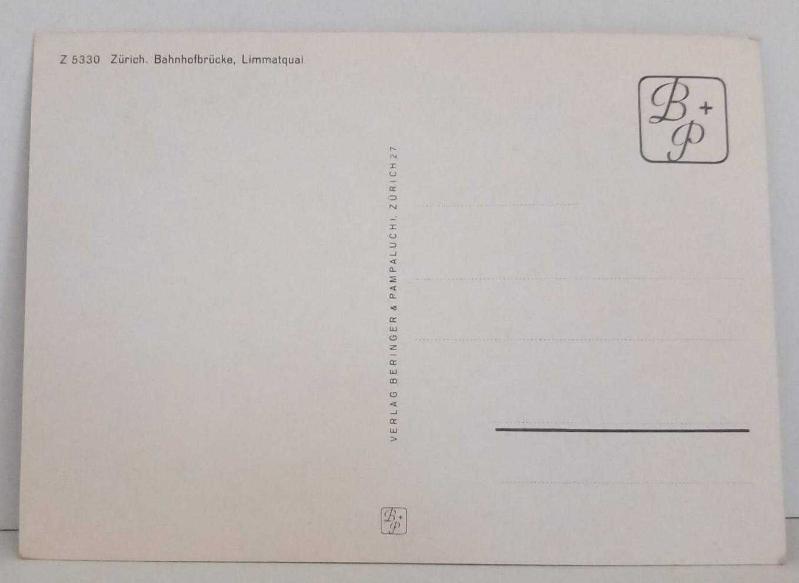 Z 5330 Zürich. Bahnhofbrücke, Limmatquai
B +
P
VERLAG BERINGER & PAMPALUCHI, ZÜRICH 27
B +
P